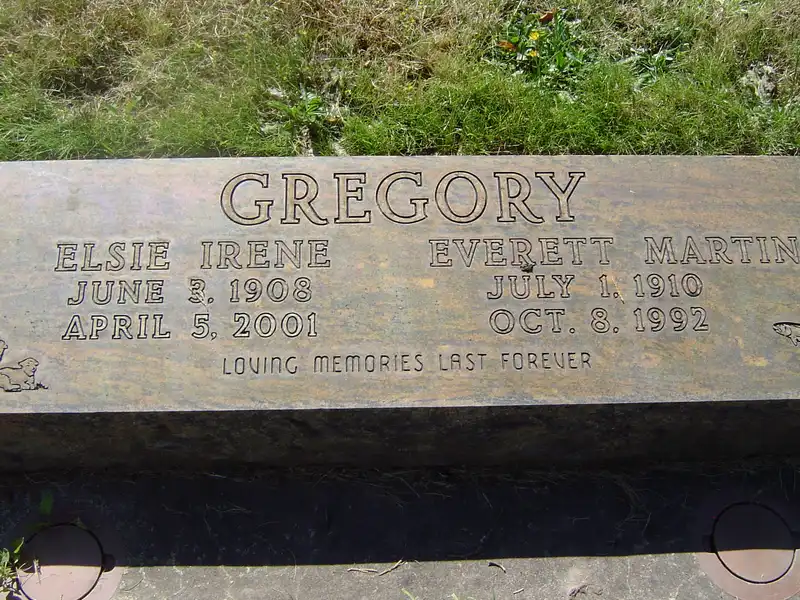 GREGORY
ELSIE IRENE
JUNE 3, 1908
APRIL 5, 2001
EVERETT MARTIN
JULY 1, 1910
OCT. 8, 1992
LOVING MEMORIES LAST FOREVER